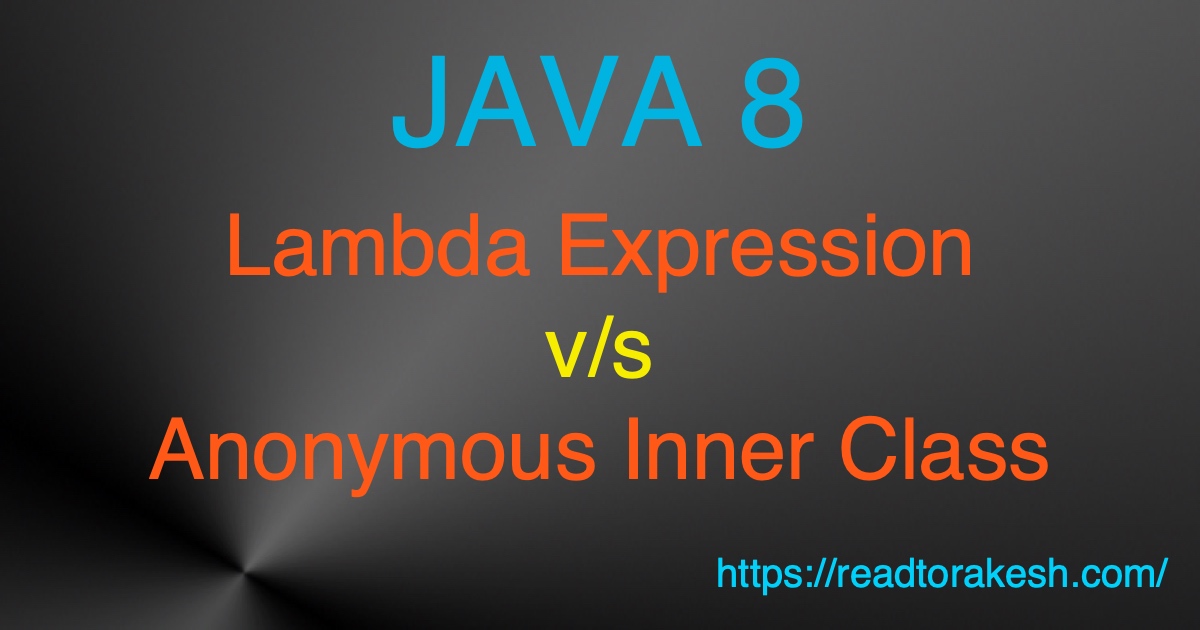 JAVA 8
Lambda Expression
v/s
Anonymous Inner Class
https://readtorakesh.com/